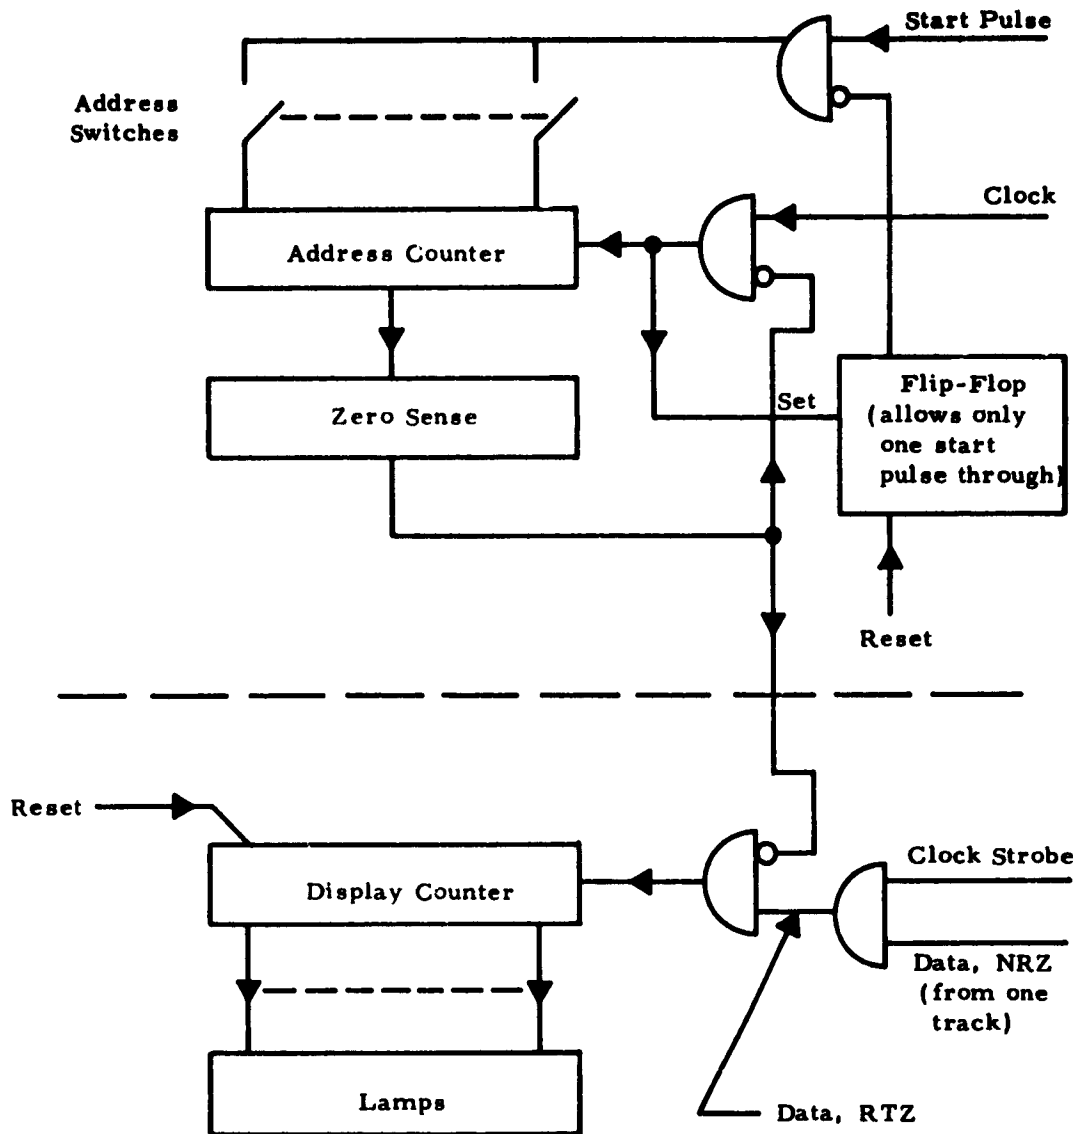 Start Pulse
Address
Switches
Clock
Address Counter
Flip-Flop
(allows only
one start
pulse through)
Set
Zero Sense
Reset
Reset
Clock Strobe
Display Counter
Data, NRZ
(from one
track)
Lamps
Data, RTZ